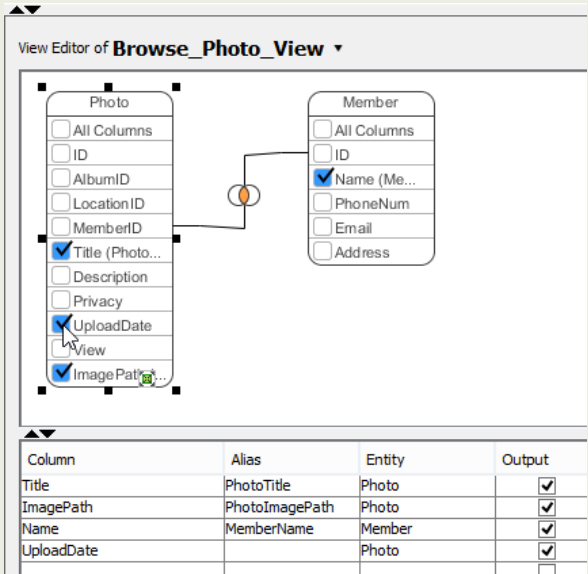 View Editor of Browse_Photo_View
Photo
All Columns
ID
AlbumID
LocationID
MemberID
Title (Photo...
Description
Privacy
UploadDate
View
ImagePat...
Member
All Columns
ID
Name (Me...
PhoneNum
Email
Address
Column Alias Entity Output
Title PhotoTitle Photo
ImagePath PhotoImagePath Photo
Name MemberName Member
UploadDate Photo